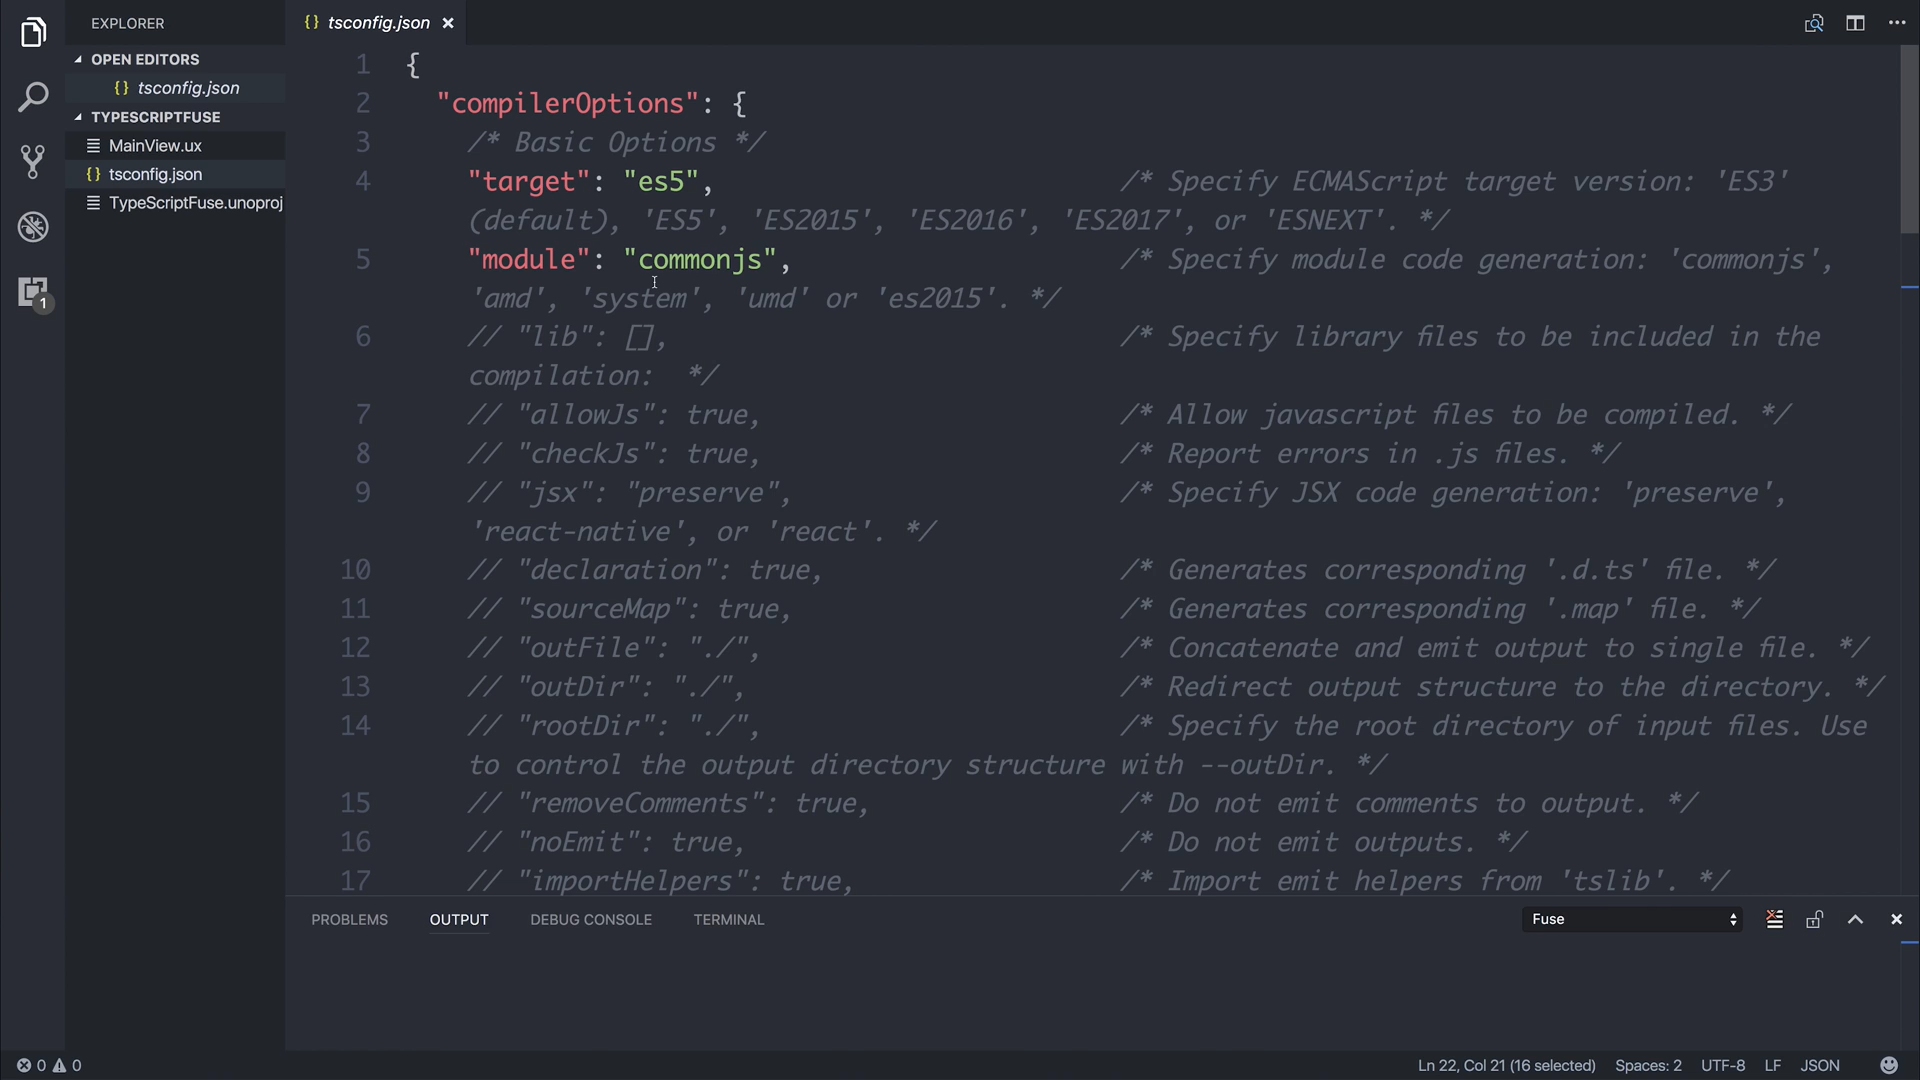 EXPLORER
OPEN EDITORS
{} tsconfig.json
TYPESCRIPTFUSE
MainView.ux
{} tsconfig.json
TypeScriptFuse.unoproj
1
{} tsconfig.json ×
1 {
2 "compilerOptions": {
3 /* Basic Options */
4 "target": "es5", /* Specify ECMAScript target version: 'ES3'
(default), 'ES5', 'ES2015', 'ES2016', 'ES2017', or 'ESNEXT'. */
5 "module": "commonjs", /* Specify module code generation: 'commonjs',
'amd', 'system', 'umd' or 'es2015'. */
6 // "lib": [], /* Specify library files to be included in the
compilation:  */
7 // "allowJs": true, /* Allow javascript files to be compiled. */
8 // "checkJs": true, /* Report errors in .js files. */
9 // "jsx": "preserve", /* Specify JSX code generation: 'preserve',
'react-native', or 'react'. */
10 // "declaration": true, /* Generates corresponding '.d.ts' file. */
11 // "sourceMap": true, /* Generates corresponding '.map' file. */
12 // "outFile": "./", /* Concatenate and emit output to single file. */
13 // "outDir": "./", /* Redirect output structure to the directory. */
14 // "rootDir": "./", /* Specify the root directory of input files. Use
to control the output directory structure with --outDir. */
15 // "removeComments": true, /* Do not emit comments to output. */
16 // "noEmit": true, /* Do not emit outputs. */
17 // "importHelpers": true, /* Import emit helpers from 'tslib'. */
PROBLEMS OUTPUT DEBUG CONSOLE TERMINAL Fuse
0 0 Ln 22, Col 21 (16 selected) Spaces: 2 UTF-8 LF JSON